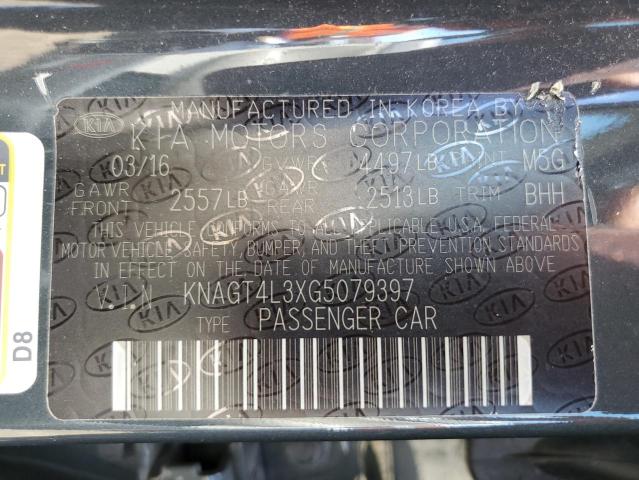 MANUFACTURED IN KOREA BY
KIA MOTORS CORPORATION
03/16 GVWR 4497LB PNT M5G
GAWR FRONT 2557LB GAWR REAR 2513LB TRIM BHH
THIS VEHICLE CONFORMS TO ALL APPLICABLE U.S.A. FEDERAL
MOTOR VEHICLE SAFETY, BUMPER AND THEFT PREVENTION STANDARDS
IN EFFECT ON THE DATE OF MANUFACTURE SHOWN ABOVE
V.I.N KNAGT4L3XG5079397
TYPE PASSENGER CAR
D8